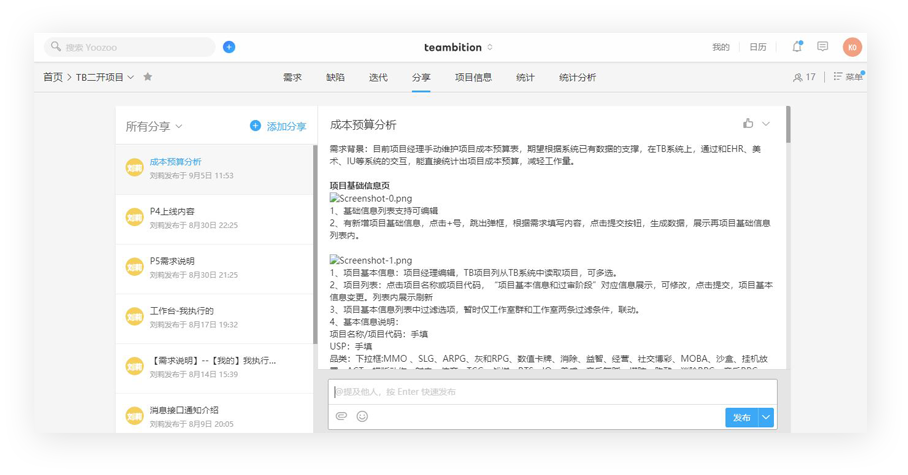 搜索 Yoozoo
teambition
我的
日历
KO
首页 > TB二开项目
需求
缺陷
迭代
分享
项目信息
统计
统计分析
17
菜单
所有分享
添加分享
成本预算分析
刘莉发布于 9月5日 11:53
P4上线内容
刘莉发布于 8月30日 22:25
P5需求说明
刘莉发布于 8月30日 21:25
工作台-我执行的
刘莉发布于 8月17日 19:32
【需求说明】--【我的】我执行...
刘莉发布于 8月14日 15:39
消息接口通知介绍
刘莉发布于 8月9日 20:05
成本预算分析
需求背景：目前项目经理手动维护项目成本预算表，期望根据系统已有数据的支撑，在TB系统上，通过和EHR、美
术、IU等系统的交互，能直接统计出项目成本预算，减轻工作量。
项目基础信息页
Screenshot-0.png
1、基础信息列表支持可编辑
2、有新增项目基础信息，点击+号，跳出弹框，根据需求填写内容，点击提交按钮，生成数据，展示再项目基础信息
列表内。
Screenshot-1.png
1、项目基本信息：项目经理编辑，TB项目列从TB系统中读取项目，可多选。
2、项目列表：点击项目名称或项目代码，“项目基本信息和过审阶段”对应信息展示，可修改，点击提交，项目基本
信息变更。列表内展示刷新
3、项目基本信息列表中过滤选项，暂时仅工作室群和工作室两条过滤条件，联动。
4、基本信息说明：
项目名称/项目代码：手填
USP：手填
品类：下拉框:MMO 、SLG、ARPG、灰和RPG、数值卡牌、消除、益智、经营、社交博彩、MOBA、沙盒、挂机放
@提及他人，按 Enter 快速发布
发布